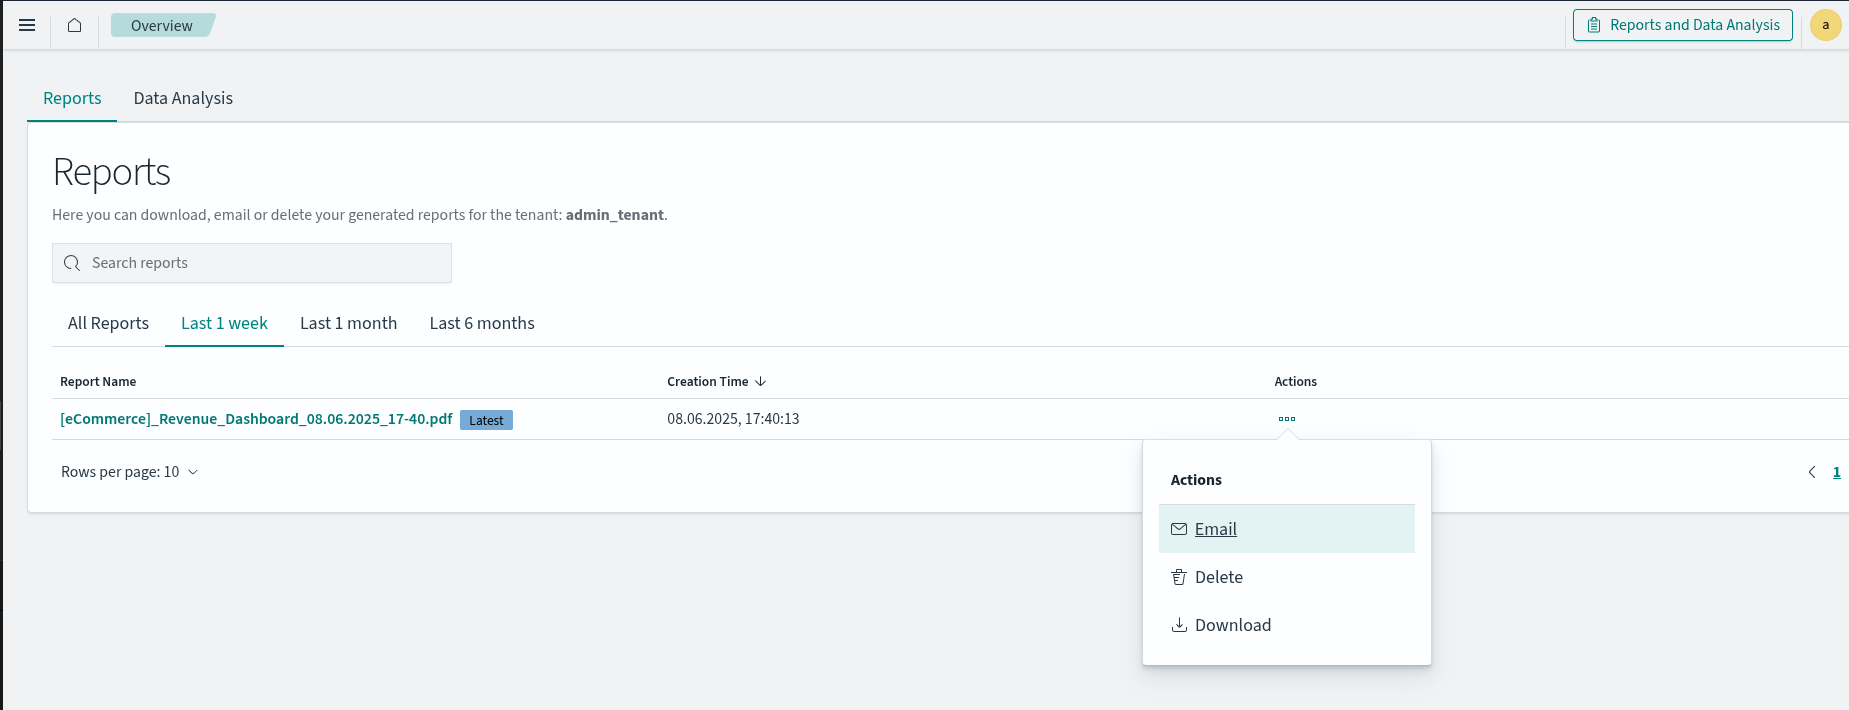 Overview
Reports and Data Analysis
a
Reports
Data Analysis
Reports
Here you can download, email or delete your generated reports for the tenant: admin_tenant.
Search reports
All Reports
Last 1 week
Last 1 month
Last 6 months
Report Name
Creation Time
Actions
[eCommerce]_Revenue_Dashboard_08.06.2025_17-40.pdf
Latest
08.06.2025, 17:40:13
Rows per page: 10
1
Actions
Email
Delete
Download